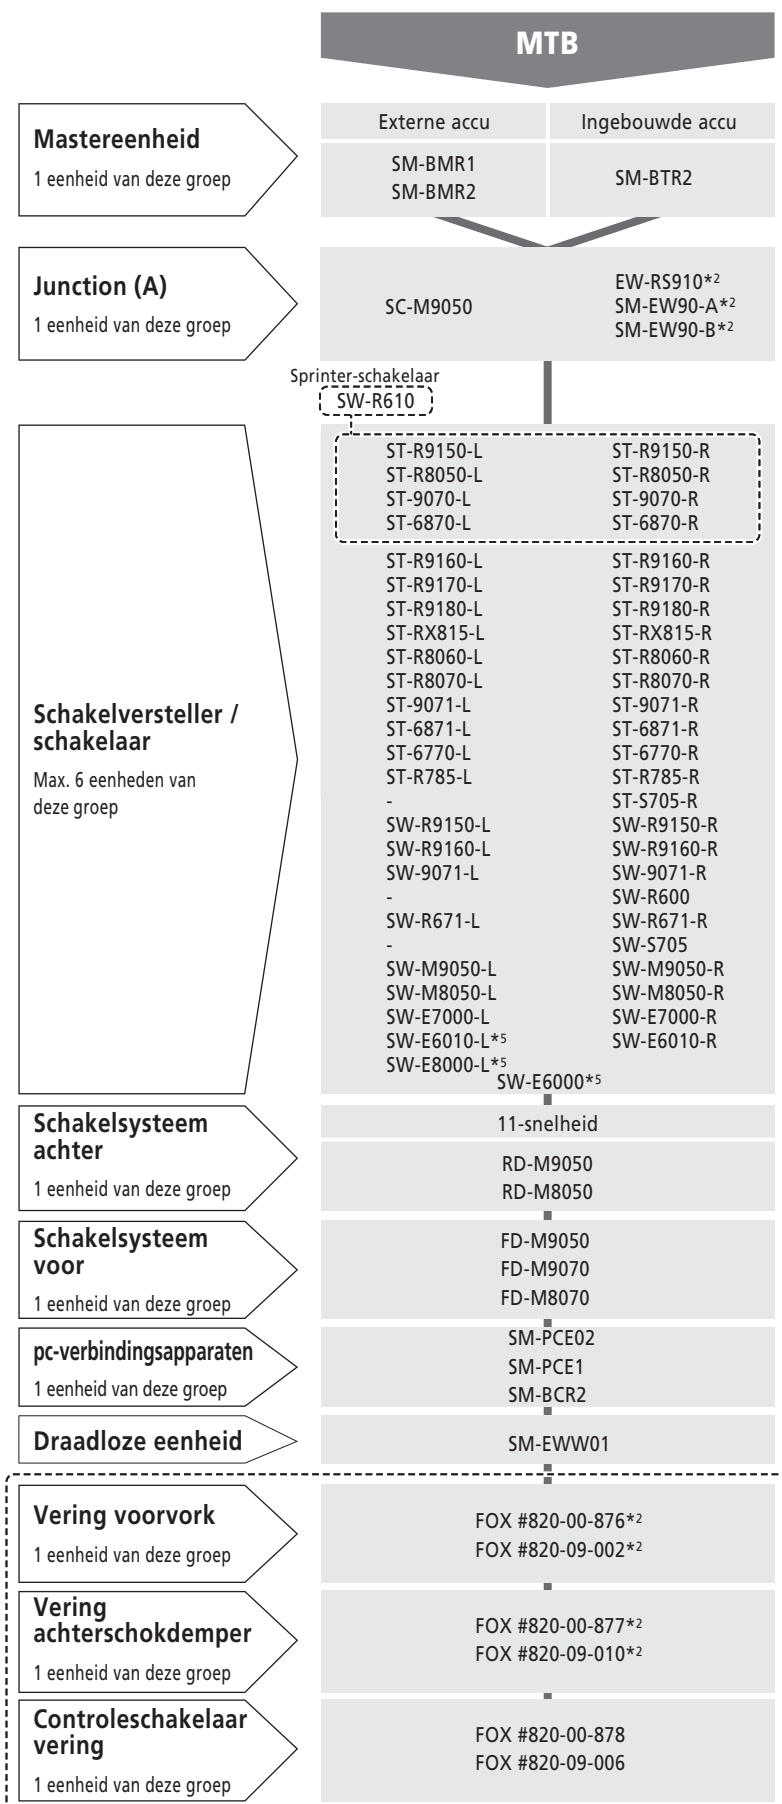 MTB
Mastereenheid
1 eenheid van deze groep
Externe accu Ingebouwde accu
SM-BMR1
SM-BMR2
SM-BTR2
Junction (A)
1 eenheid van deze groep
SC-M9050
EW-RS910*2
SM-EW90-A*2
SM-EW90-B*2
Sprinter-schakelaar
SW-R610
Schakelversteller /
schakelaar
Max. 6 eenheden van
deze groep
ST-R9150-L ST-R9150-R
ST-R8050-L ST-R8050-R
ST-9070-L ST-9070-R
ST-6870-L ST-6870-R
ST-R9160-L ST-R9160-R
ST-R9170-L ST-R9170-R
ST-R9180-L ST-R9180-R
ST-RX815-L ST-RX815-R
ST-R8060-L ST-R8060-R
ST-R8070-L ST-R8070-R
ST-9071-L ST-9071-R
ST-6871-L ST-6871-R
ST-6770-L ST-6770-R
ST-R785-L ST-R785-R
- ST-S705-R
SW-R9150-L SW-R9150-R
SW-R9160-L SW-R9160-R
SW-9071-L SW-9071-R
- SW-R600
SW-R671-L SW-R671-R
- SW-S705
SW-M9050-L SW-M9050-R
SW-M8050-L SW-M8050-R
SW-E7000-L SW-E7000-R
SW-E6010-L*5 SW-E6010-R
SW-E8000-L*5
SW-E6000*5
Schakelsysteem
achter
1 eenheid van deze groep
11-snelheid
RD-M9050
RD-M8050
Schakelsysteem
voor
1 eenheid van deze groep
FD-M9050
FD-M9070
FD-M8070
pc-verbindingsapparaten
1 eenheid van deze groep
SM-PCE02
SM-PCE1
SM-BCR2
Draadloze eenheid
SM-EWW01
Vering voorvork
1 eenheid van deze groep
FOX #820-00-876*2
FOX #820-09-002*2
Vering
achterschokdemper
1 eenheid van deze groep
FOX #820-00-877*2
FOX #820-09-010*2
Controleschakelaar
vering
1 eenheid van deze groep
FOX #820-00-878
FOX #820-09-006